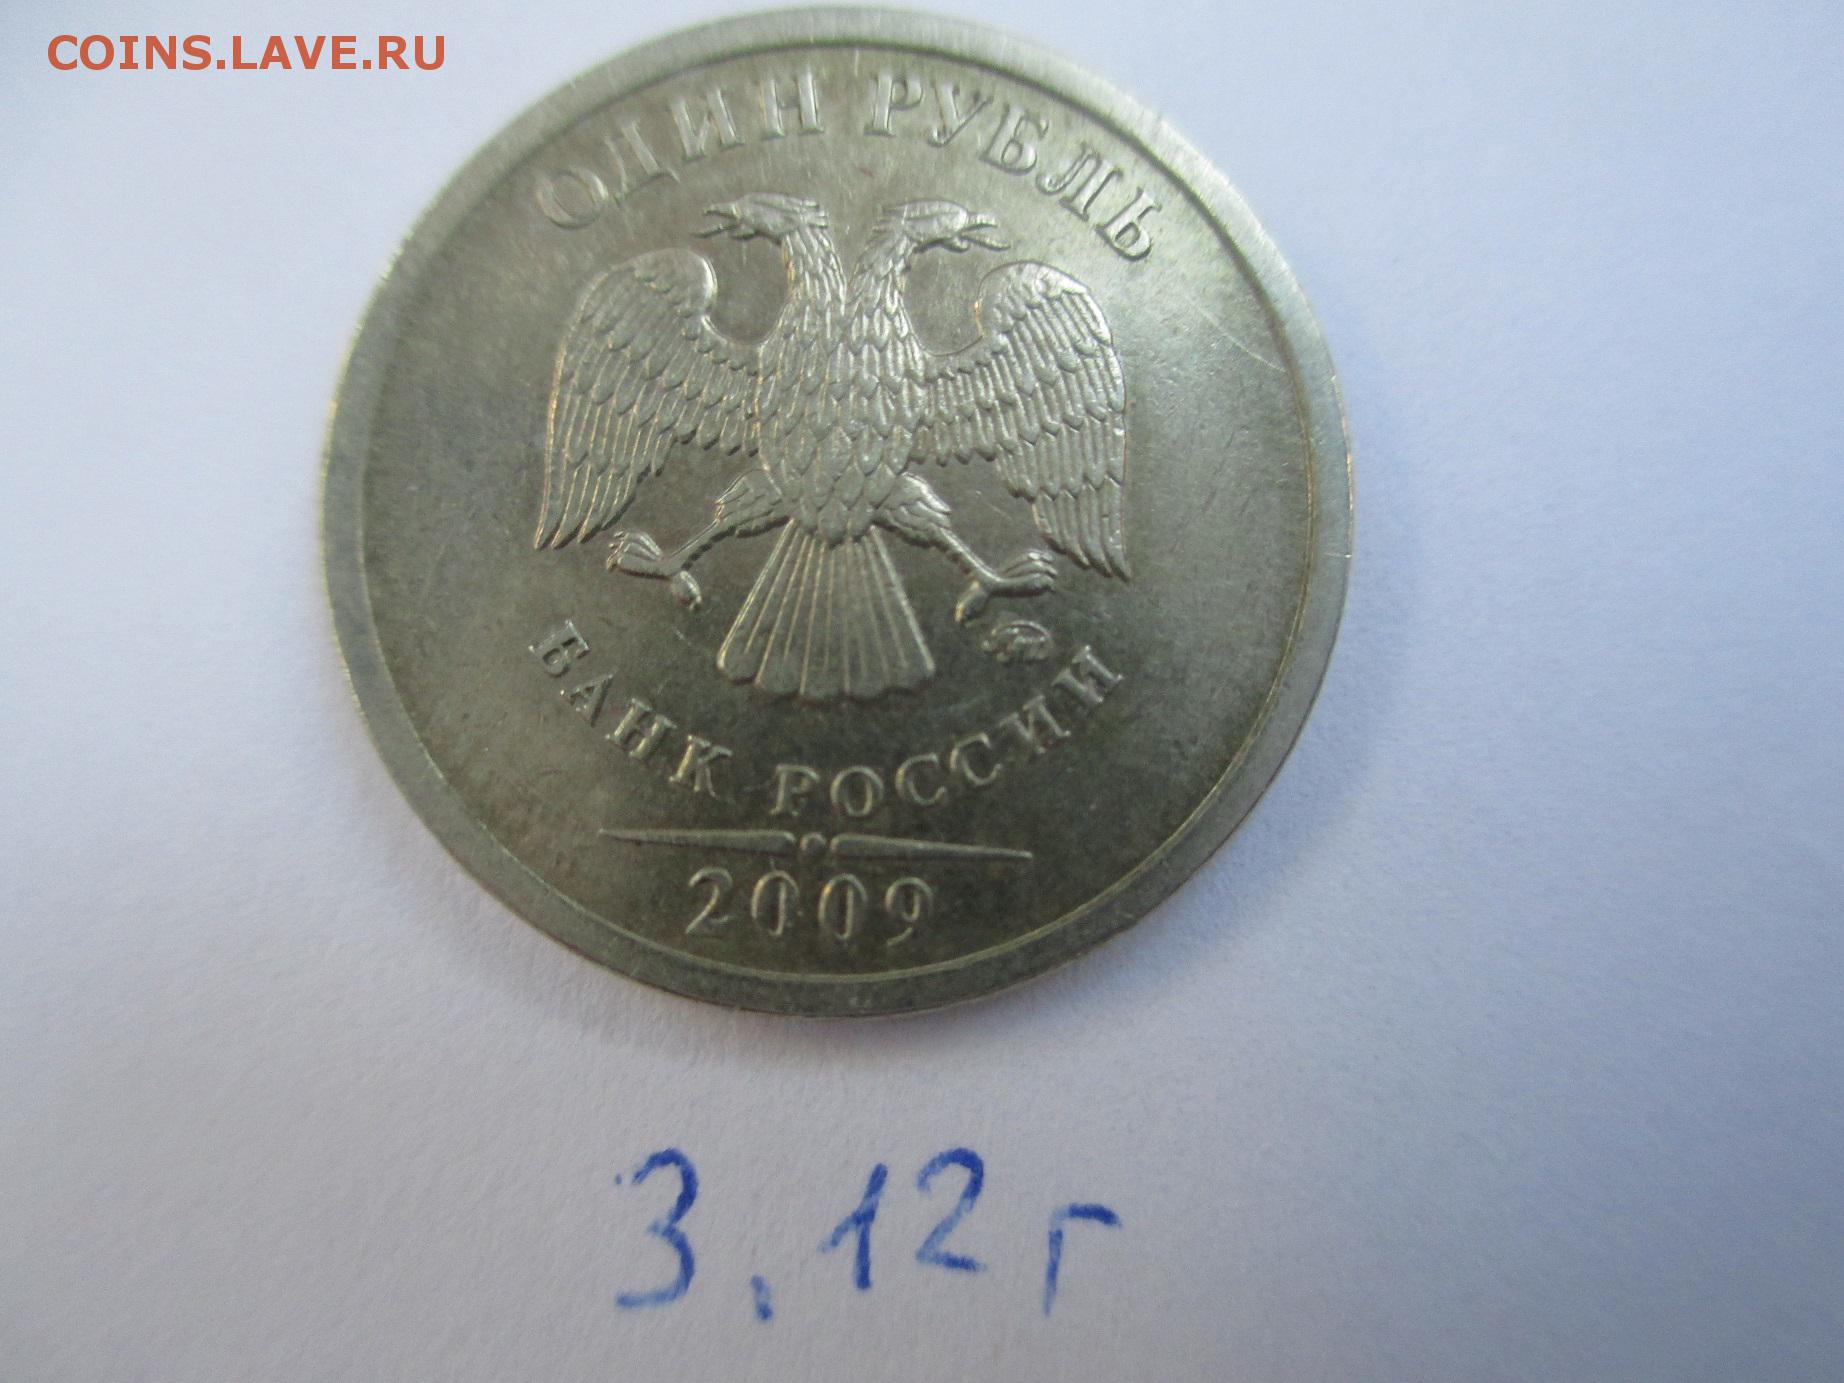 COINS.LAVE.RU
ОДИН РУБЛЬ
БАНК РОССИИ
2009
3,12г